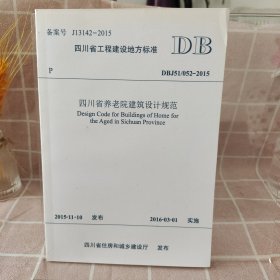 备案号 J13142-2015
四川省工程建设地方标准 DB
P DBJ51/052-2015
四川省养老院建筑设计规范
Design Code for Buildings of Home for
the Aged in Sichuan Province
2015-11-10 发布 2016-03-01 实施
四川省住房和城乡建设厅 发布